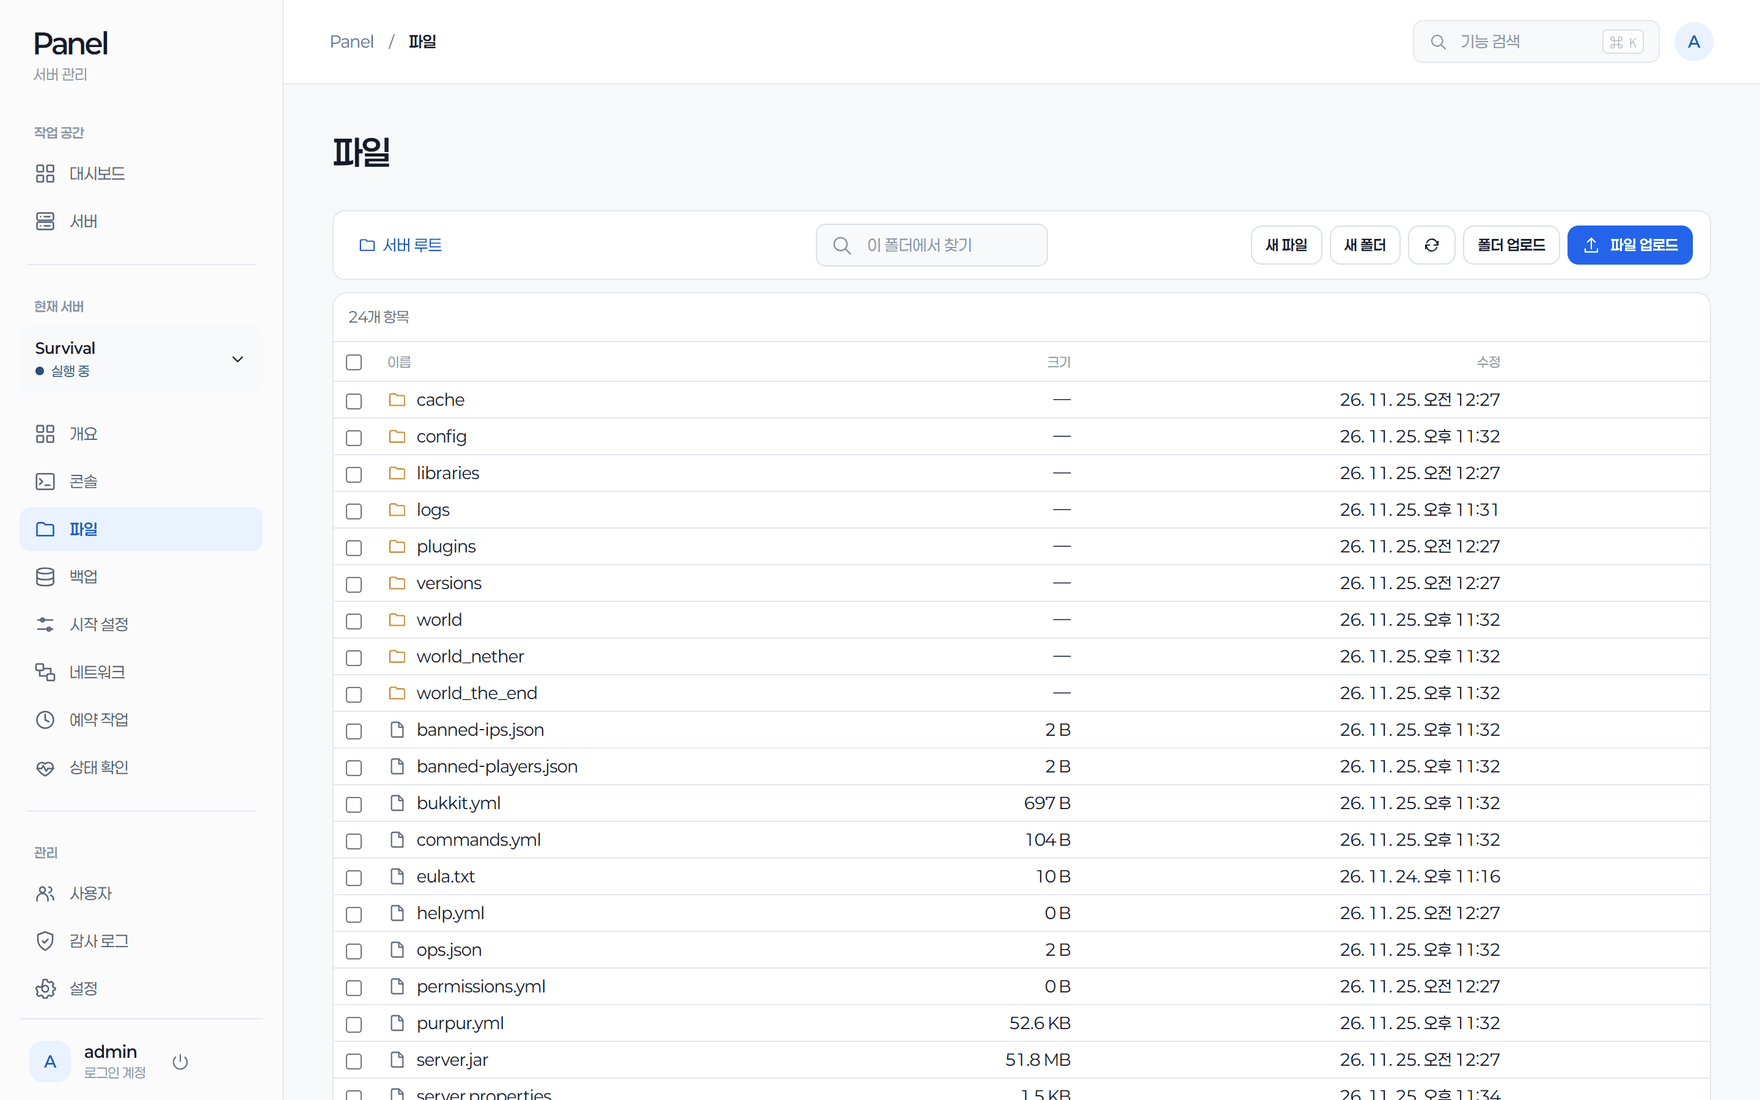 Panel
서버 관리
작업 공간
대시보드
서버
현재 서버
Survival
실행 중
개요
콘솔
파일
백업
시작 설정
네트워크
예약 작업
상태 확인
관리
사용자
감사 로그
설정
A
admin
로그인 계정
Panel / 파일
기능 검색
⌘ K
A
파일
서버 루트
이 폴더에서 찾기
새 파일
새 폴더
폴더 업로드
파일 업로드
24개 항목
이름 크기 수정
cache — 26. 11. 25. 오전 12:27
config — 26. 11. 25. 오후 11:32
libraries — 26. 11. 25. 오전 12:27
logs — 26. 11. 25. 오후 11:31
plugins — 26. 11. 25. 오전 12:27
versions — 26. 11. 25. 오전 12:27
world — 26. 11. 25. 오후 11:32
world_nether — 26. 11. 25. 오후 11:32
world_the_end — 26. 11. 25. 오후 11:32
banned-ips.json 2 B 26. 11. 25. 오후 11:32
banned-players.json 2 B 26. 11. 25. 오후 11:32
bukkit.yml 697 B 26. 11. 25. 오후 11:32
commands.yml 104 B 26. 11. 25. 오후 11:32
eula.txt 10 B 26. 11. 24. 오후 11:16
help.yml 0 B 26. 11. 25. 오전 12:27
ops.json 2 B 26. 11. 25. 오후 11:32
permissions.yml 0 B 26. 11. 25. 오전 12:27
purpur.yml 52.6 KB 26. 11. 25. 오후 11:32
server.jar 51.8 MB 26. 11. 25. 오전 12:27
server.properties 1.5 KB 26. 11. 25. 오후 11:34